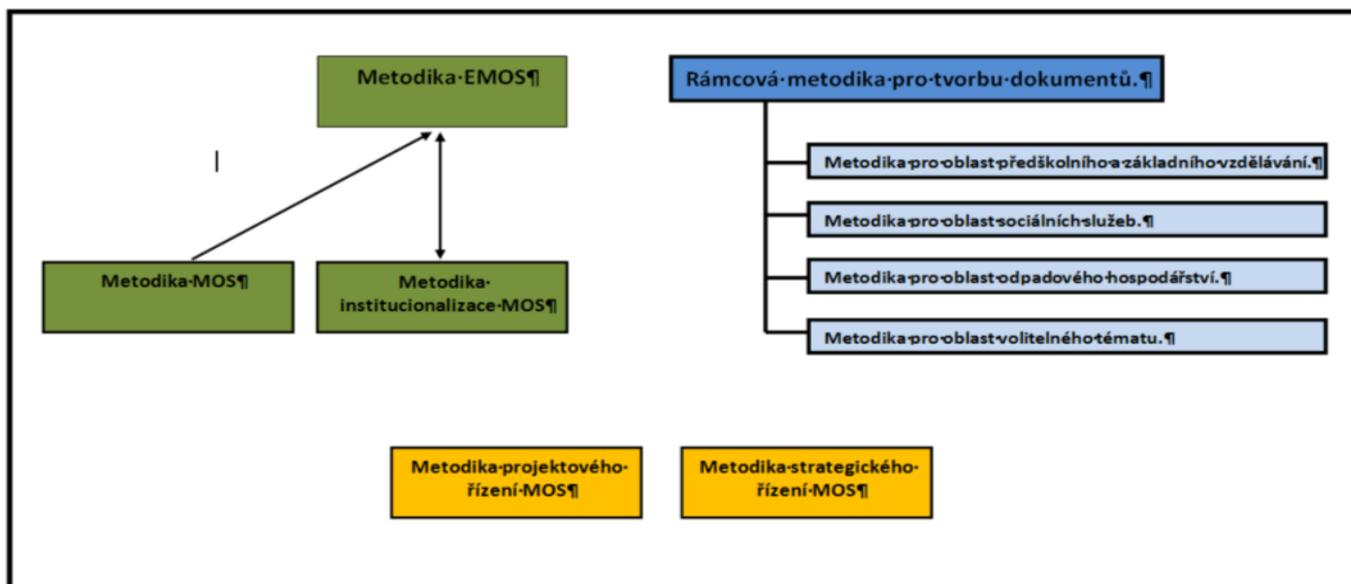 Metodika·EMOS¶
Rámcová·metodika·pro·tvorbu·dokumentů.¶
Metodika·pro·oblast·předškolního·a·základního·vzdělávání.¶
Metodika·pro·oblast·sociálních·služeb.¶
Metodika·MOS¶
Metodika·
institucionalizace·MOS¶
Metodika·pro·oblast·odpadového·hospodářství.¶
Metodika·pro·oblast·volitelného·tématu.¶
Metodika·projektového·
řízení·MOS¶
Metodika·strategického·
řízení·MOS¶